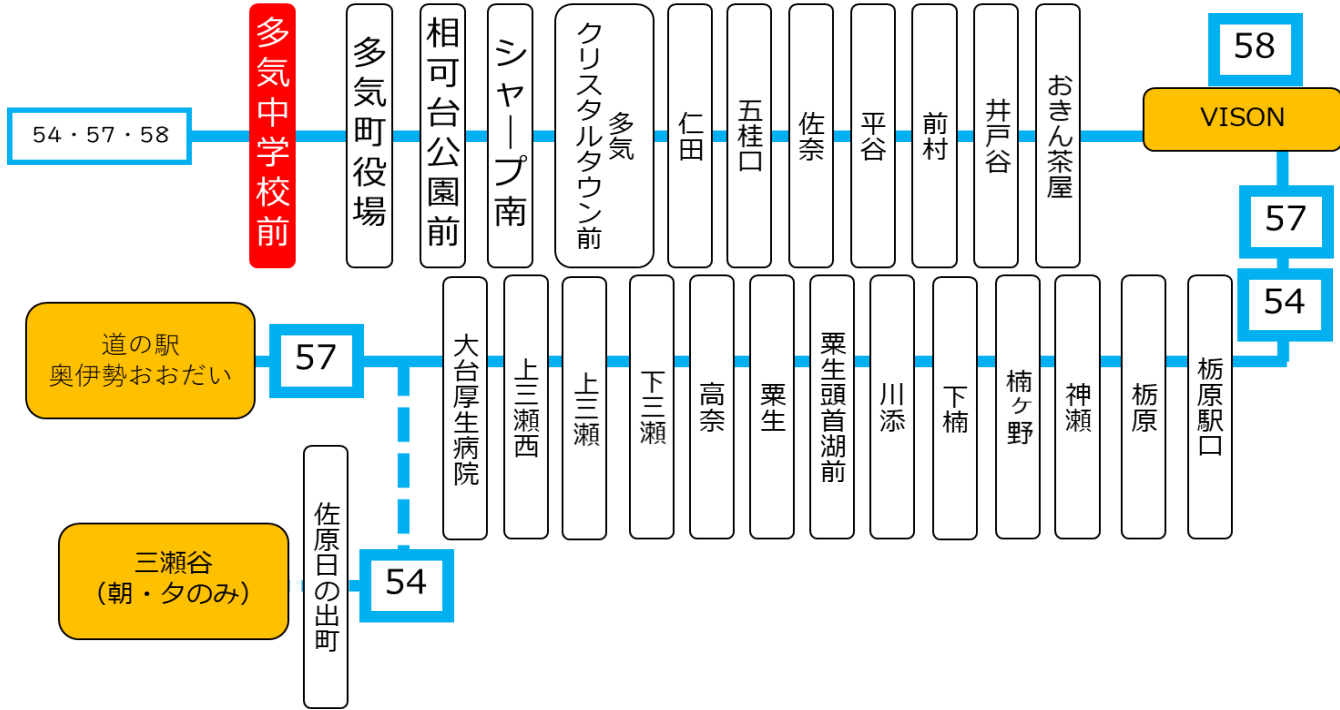 54・57・58
多気中学校前
多気町役場
相可台公園前
シャープ南
多気
クリスタルタウン前
仁田
五桂口
佐奈
平谷
前村
井戸谷
おきん茶屋
58
VISON
57
54
栃原駅口
栃原
神瀬
楠ヶ野
下楠
川添
粟生頭首湖前
粟生
高奈
下三瀬
上三瀬
上三瀬西
大台厚生病院
57
道の駅
奥伊勢おおだい
54
佐原日の出町
三瀬谷
（朝・夕のみ）